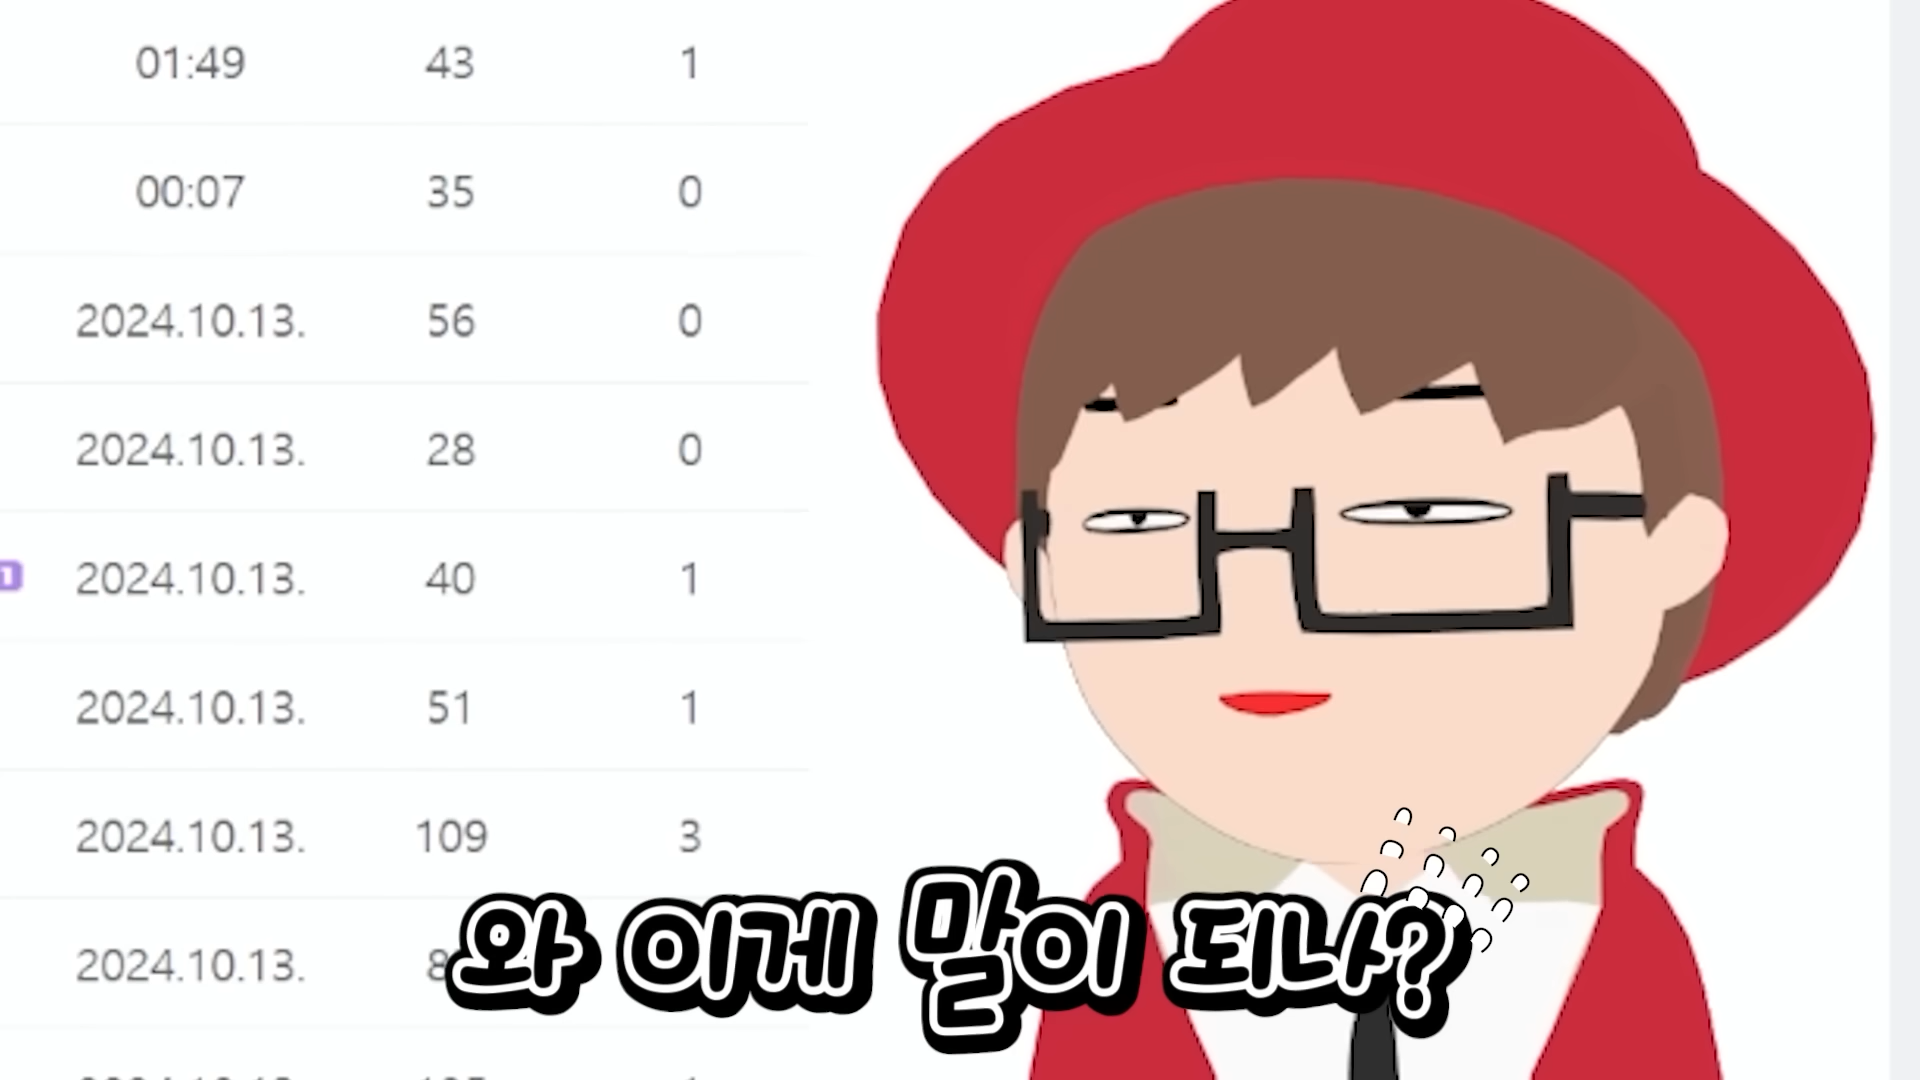 01:49 43 1
00:07 35 0
2024.10.13. 56 0
2024.10.13. 28 0
2024.10.13. 40 1
2024.10.13. 51 1
2024.10.13. 109 3
2024.10.13. 8
와 이게 말이 되나?